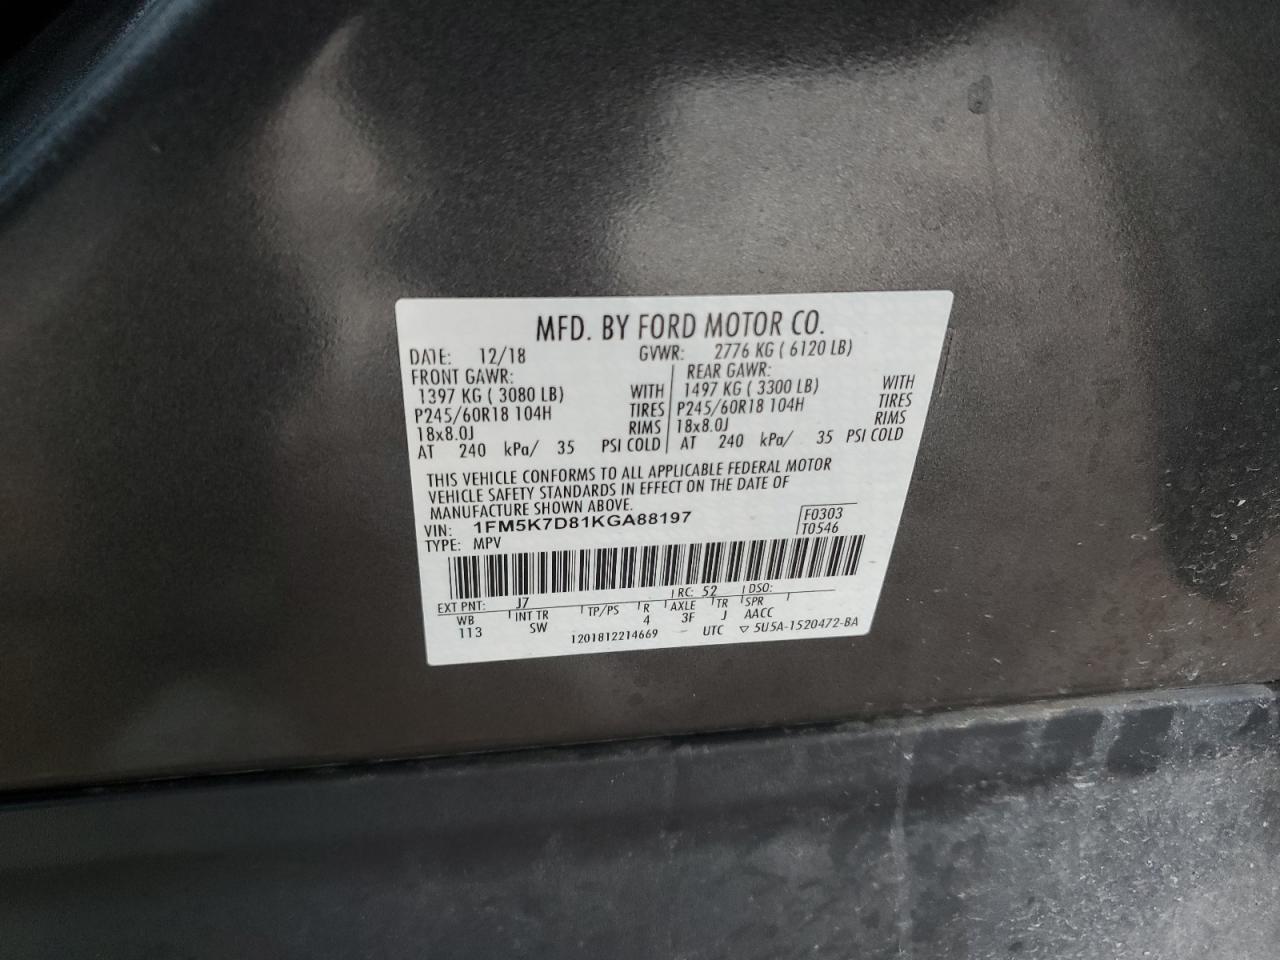 MFD. BY FORD MOTOR CO.
DATE: 12/18 GVWR: 2776 KG ( 6120 LB)
FRONT GAWR: REAR GAWR:
1397 KG ( 3080 LB) WITH 1497 KG ( 3300 LB) WITH
P245/60R18 104H TIRES P245/60R18 104H TIRES
18x8.0J RIMS 18x8.0J RIMS
AT 240 kPa/ 35 PSI COLD AT 240 kPa/ 35 PSI COLD
THIS VEHICLE CONFORMS TO ALL APPLICABLE FEDERAL MOTOR
VEHICLE SAFETY STANDARDS IN EFFECT ON THE DATE OF
MANUFACTURE SHOWN ABOVE.
VIN: 1FM5K7D81KGA88197 F0303
TYPE: MPV T0546
EXT PNT: J7 RC: 52 DSO:
WB INT TR TP/PS R AXLE TR SPR
113 SW 4 3F J AACC
1201812214669 UTC ▽ 5U5A-1520472-BA